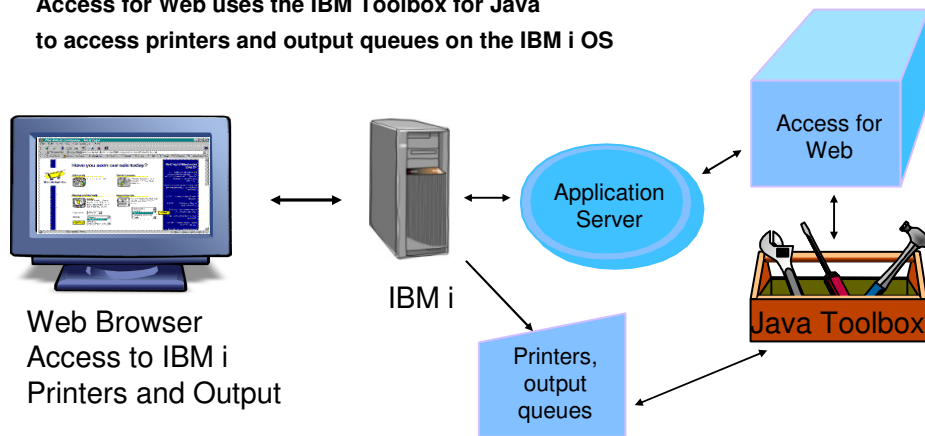 Access for Web uses the IBM Toolbox for Java
to access printers and output queues on the IBM i OS
Have you seen our sale today?
Access for
Web
Application
Server
IBM i
Java Toolbox
Web Browser
Access to IBM i
Printers and Output
Printers,
output
queues